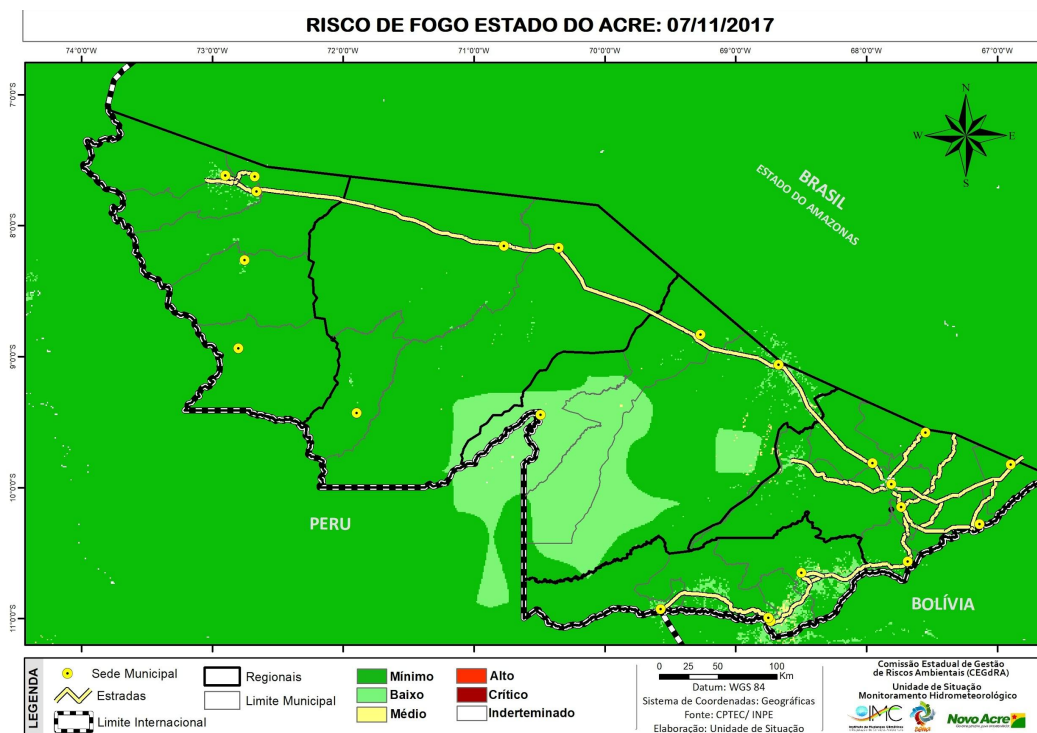 RISCO DE FOGO ESTADO DO ACRE: 07/11/2017
74°0'0"W 73°0'0"W 72°0'0"W 71°0'0"W 70°0'0"W 69°0'0"W 68°0'0"W 67°0'0"W
7°0'0"S
8°0'0"S
9°0'0"S
10°0'0"S
11°0'0"S
N
W E
S
BRASIL
ESTADO DO AMAZONAS
PERU
BOLÍVIA
LEGENDA
Sede Municipal
Estradas
Limite Internacional
Regionais
Limite Municipal
Mínimo
Baixo
Médio
Alto
Crítico
Inderteminado
0 25 50 100
Km
Datum: WGS 84
Sistema de Coordenadas: Geográficas
Fonte: CPTEC/ INPE
Elaboração: Unidade de Situação
Comissão Estadual de Gestão
de Riscos Ambientais (CEGdRA)
Unidade de Situação
Monitoramento Hidrometeorológico
IMC
Novo Acre